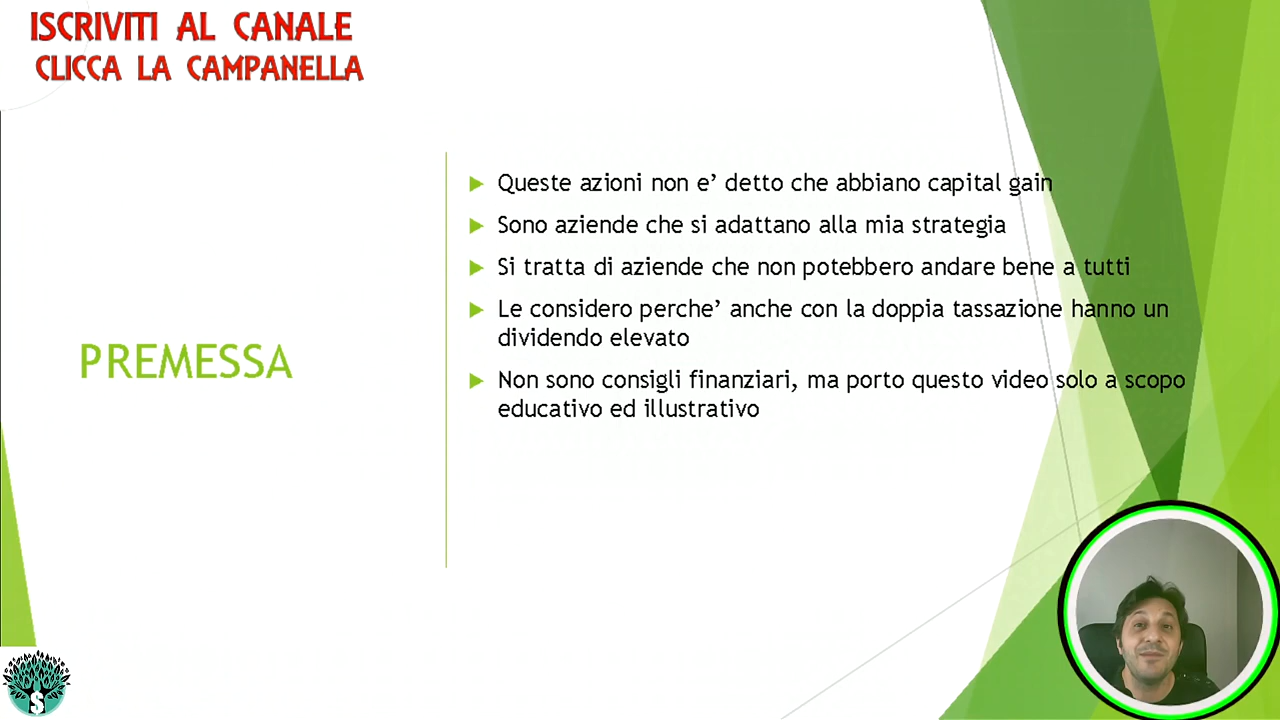 ISCRIVITI AL CANALE
CLICCA LA CAMPANELLA
PREMESSA
Queste azioni non e’ detto che abbiano capital gain
Sono aziende che si adattano alla mia strategia
Si tratta di aziende che non potebbero andare bene a tutti
Le considero perche’ anche con la doppia tassazione hanno un
dividendo elevato
Non sono consigli finanziari, ma porto questo video solo a scopo
educativo ed illustrativo
$